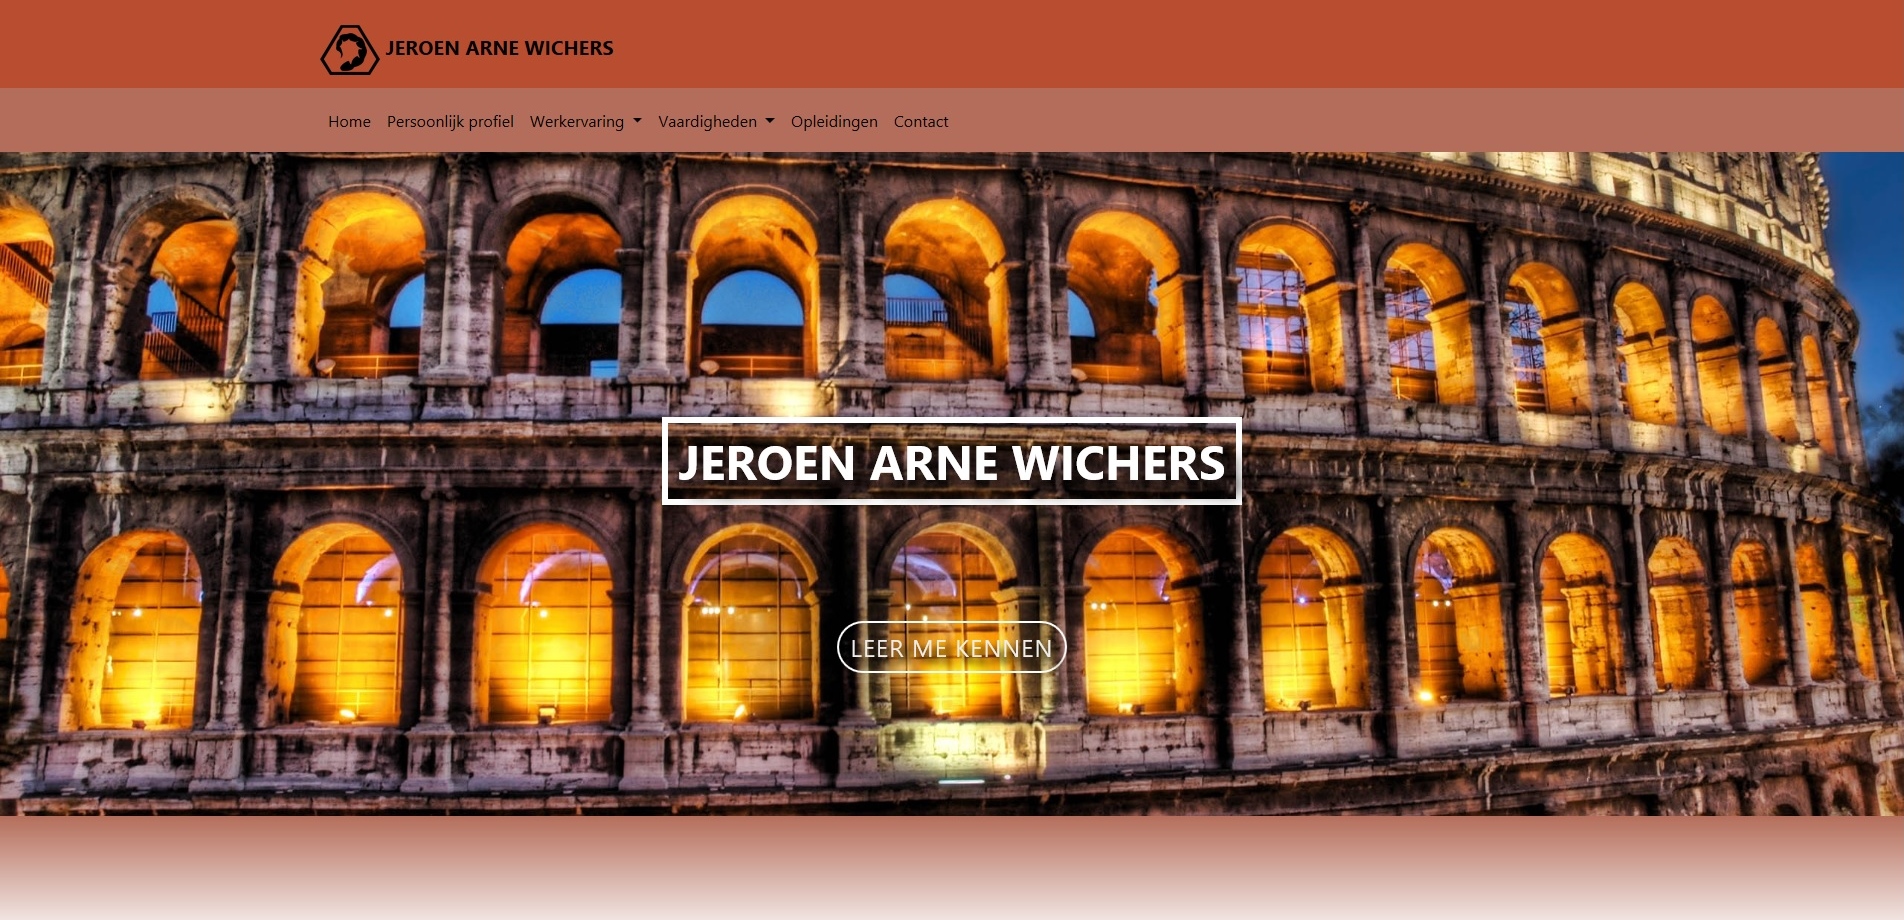 JEROEN ARNE WICHERS
Home Persoonlijk profiel Werkervaring Vaardigheden Opleidingen Contact
JEROEN ARNE WICHERS
LEER ME KENNEN